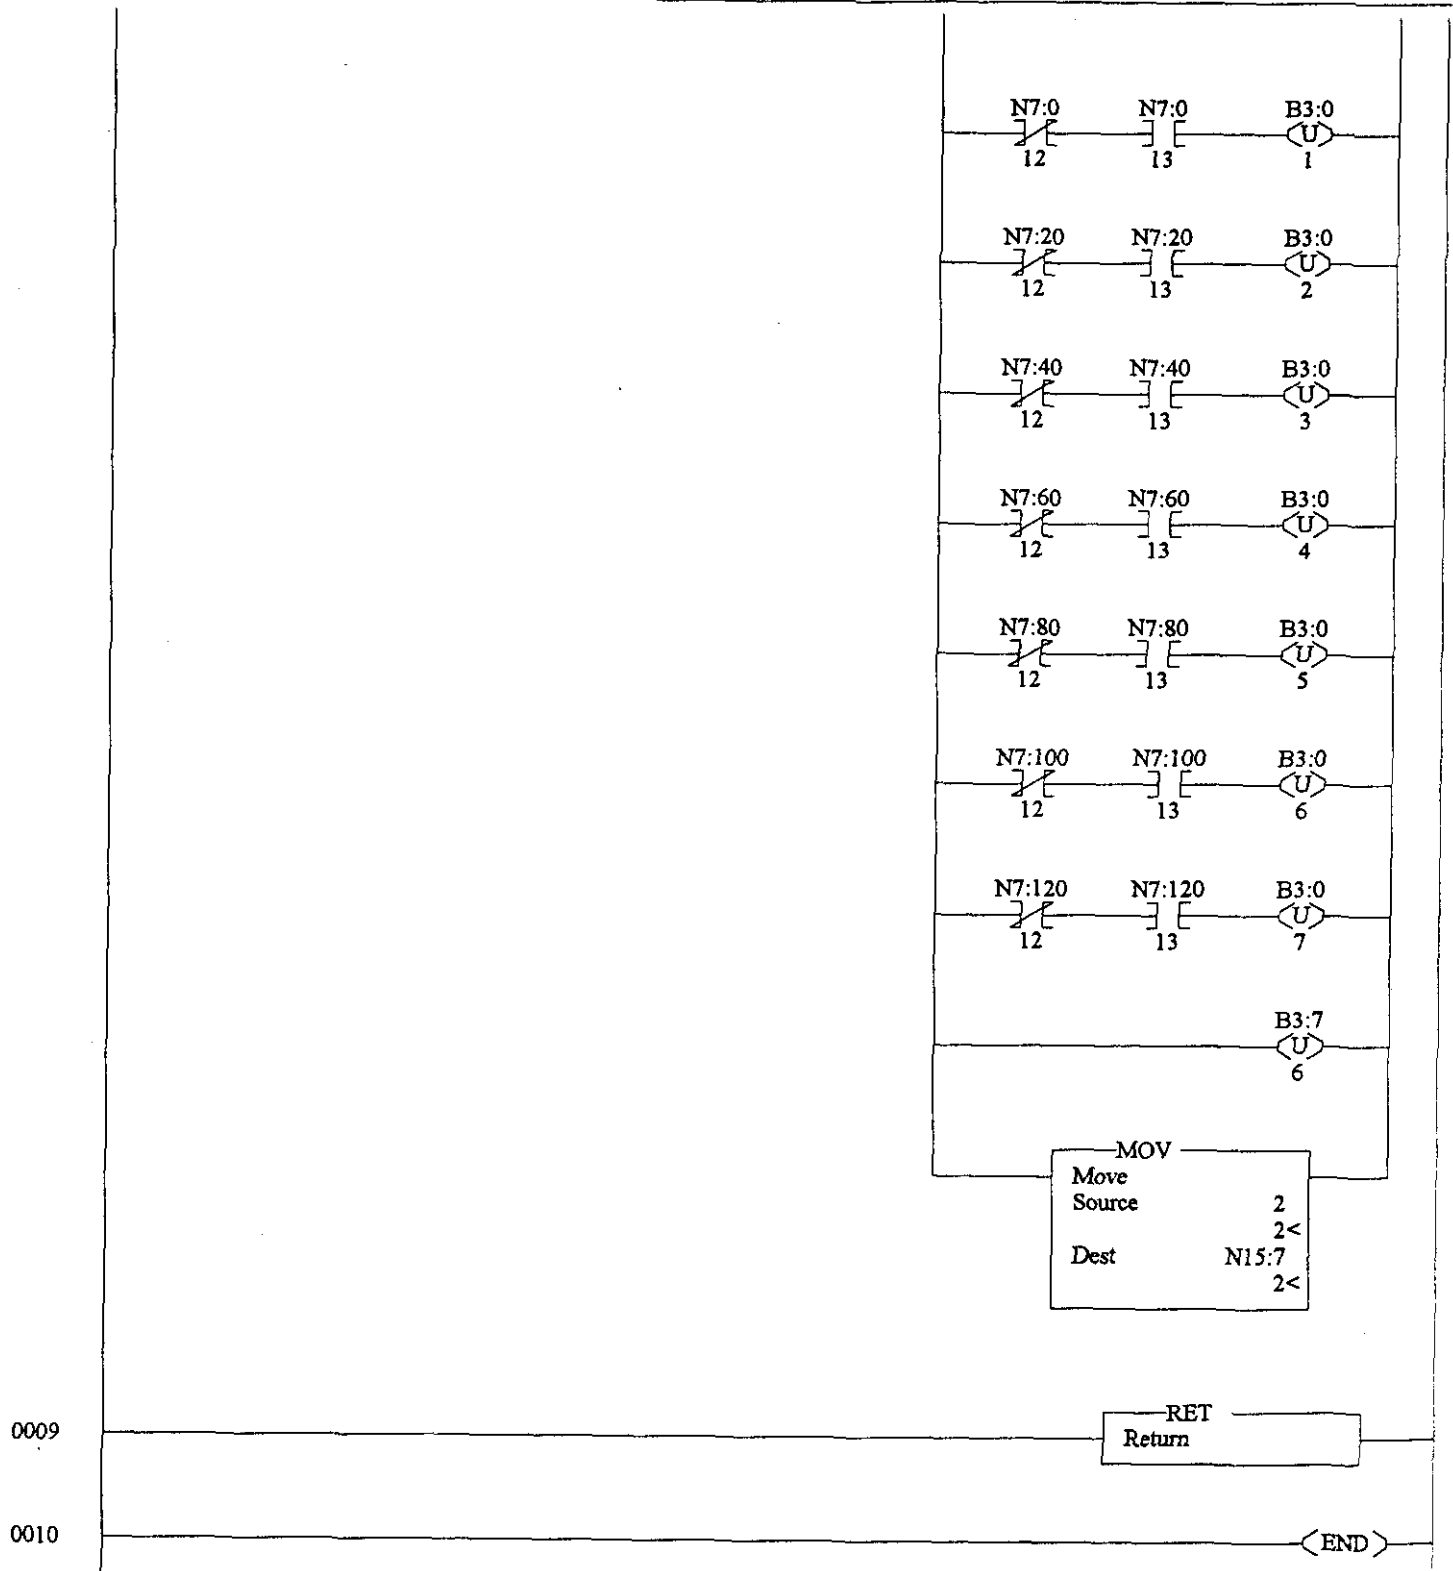 N7:0 N7:0 B3:0
U
12 13 1
N7:20 N7:20 B3:0
U
12 13 2
N7:40 N7:40 B3:0
U
12 13 3
N7:60 N7:60 B3:0
U
12 13 4
N7:80 N7:80 B3:0
U
12 13 5
N7:100 N7:100 B3:0
U
12 13 6
N7:120 N7:120 B3:0
U
12 13 7
B3:7
U
6
MOV
Move
Source 2
2<
Dest N15:7
2<
RET
0009 Return
0010 END